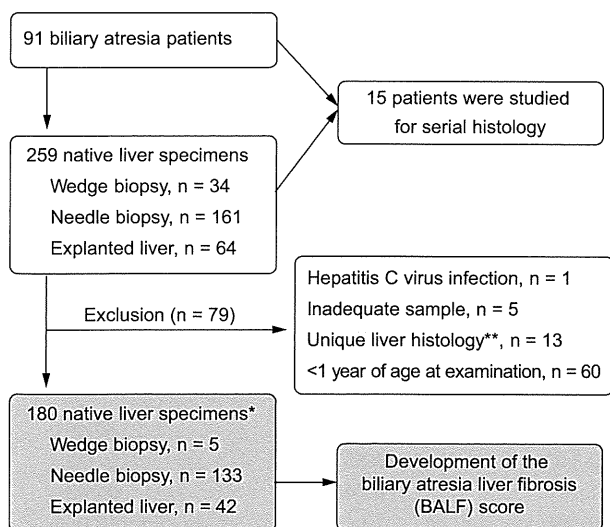 91 biliary atresia patients
15 patients were studied
for serial histology
259 native liver specimens
Wedge biopsy, n = 34
Needle biopsy, n = 161
Explanted liver, n = 64
Exclusion (n = 79)
Hepatitis C virus infection, n = 1
Inadequate sample, n = 5
Unique liver histology**, n = 13
<1 year of age at examination, n = 60
180 native liver specimens*
Wedge biopsy, n = 5
Needle biopsy, n = 133
Explanted liver, n = 42
Development of the
biliary atresia liver fibrosis
(BALF) score